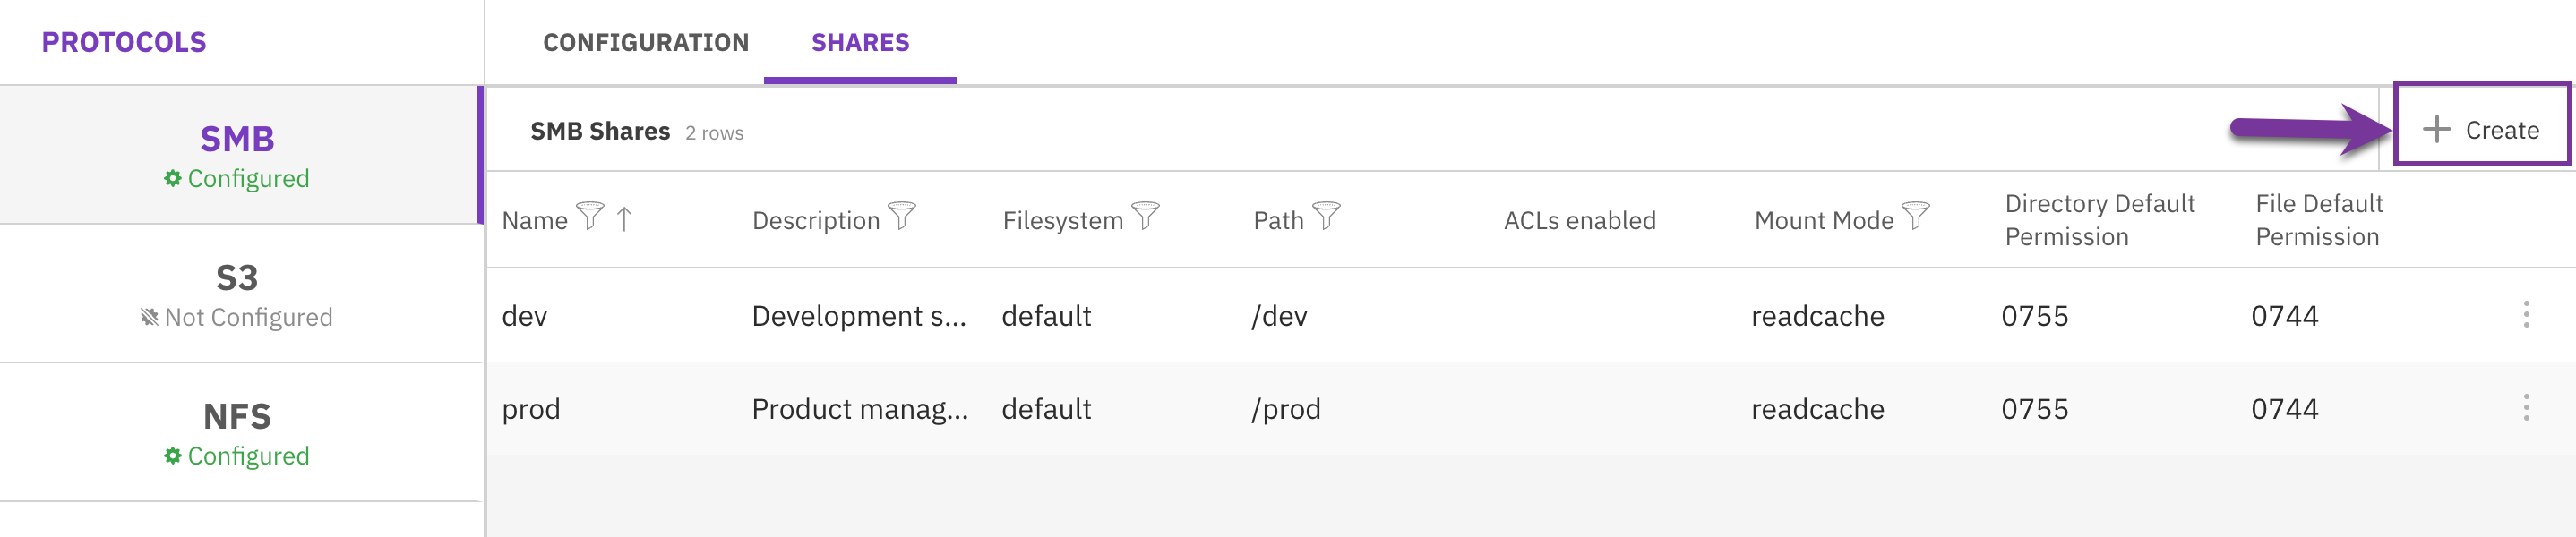 PROTOCOLS
CONFIGURATION SHARES
SMB
Configured
S3
Not Configured
NFS
Configured
SMB Shares 2 rows
Create
Name Description Filesystem Path ACLs enabled Mount Mode Directory Default Permission File Default Permission
dev Development s... default /dev readcache 0755 0744
prod Product manag... default /prod readcache 0755 0744